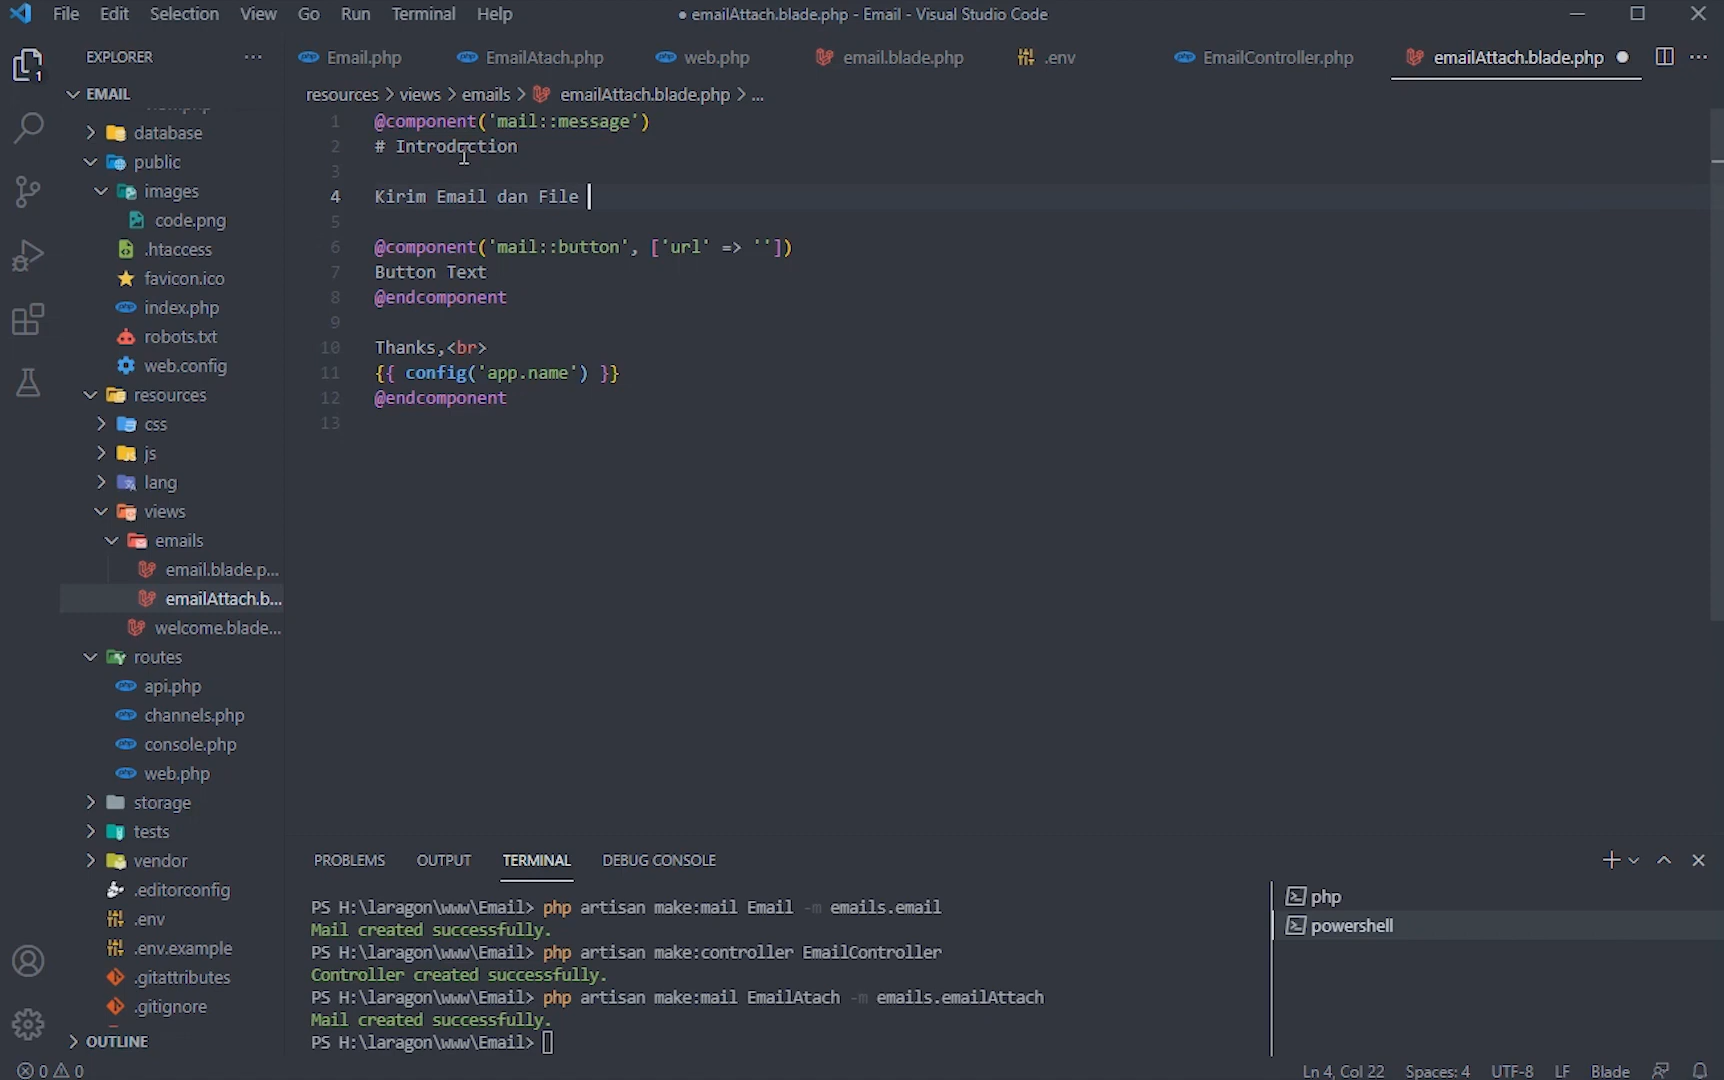 File Edit Selection View Go Run Terminal Help
● emailAttach.blade.php - Email - Visual Studio Code
EXPLORER ...
Email.php EmailAtach.php web.php email.blade.php .env EmailController.php emailAttach.blade.php ...
1
EMAIL
resources > views > emails > emailAttach.blade.php > ...
database
public
images
code.png
.htaccess
favicon.ico
index.php
robots.txt
web.config
resources
css
js
lang
views
emails
email.blade.p...
emailAttach.b...
welcome.blade...
routes
api.php
channels.php
console.php
web.php
storage
tests
vendor
.editorconfig
.env
.env.example
.gitattributes
.gitignore
OUTLINE
1 @component('mail::message')
2 # Introduction
3
4 Kirim Email dan File
5
6 @component('mail::button', ['url' => ''])
7 Button Text
8 @endcomponent
9
10 Thanks,<br>
11 {{ config('app.name') }}
12 @endcomponent
13
PROBLEMS OUTPUT TERMINAL DEBUG CONSOLE
PS H:\laragon\www\Email> php artisan make:mail Email -m emails.email
Mail created successfully.
PS H:\laragon\www\Email> php artisan make:controller EmailController
Controller created successfully.
PS H:\laragon\www\Email> php artisan make:mail EmailAtach -m emails.emailAttach
Mail created successfully.
PS H:\laragon\www\Email>
php
powershell
0 0
Ln 4, Col 22 Spaces: 4 UTF-8 LF Blade